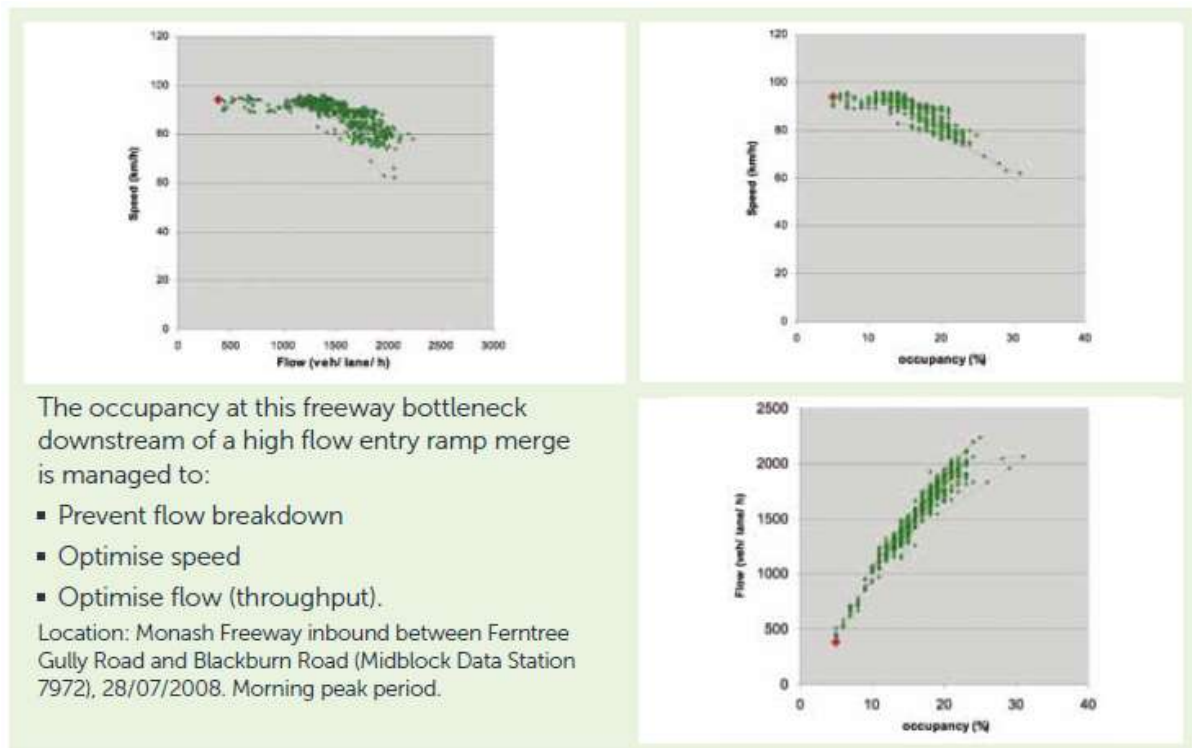 120
100
80
60
40
20
0
Speed (km/h)
0 500 1000 1500 2000 2500 3000
Flow (veh/ lane/ h)
120
100
80
60
40
20
0
Speed (km/h)
0 10 20 30 40
occupancy (%)
The occupancy at this freeway bottleneck
downstream of a high flow entry ramp merge
is managed to:
▪ Prevent flow breakdown
▪ Optimise speed
▪ Optimise flow (throughput).
Location: Monash Freeway inbound between Ferntree
Gully Road and Blackburn Road (Midblock Data Station
7972), 28/07/2008. Morning peak period.
2500
2000
1500
1000
500
0
Flow (veh/ lane/ h)
0 10 20 30 40
occupancy (%)